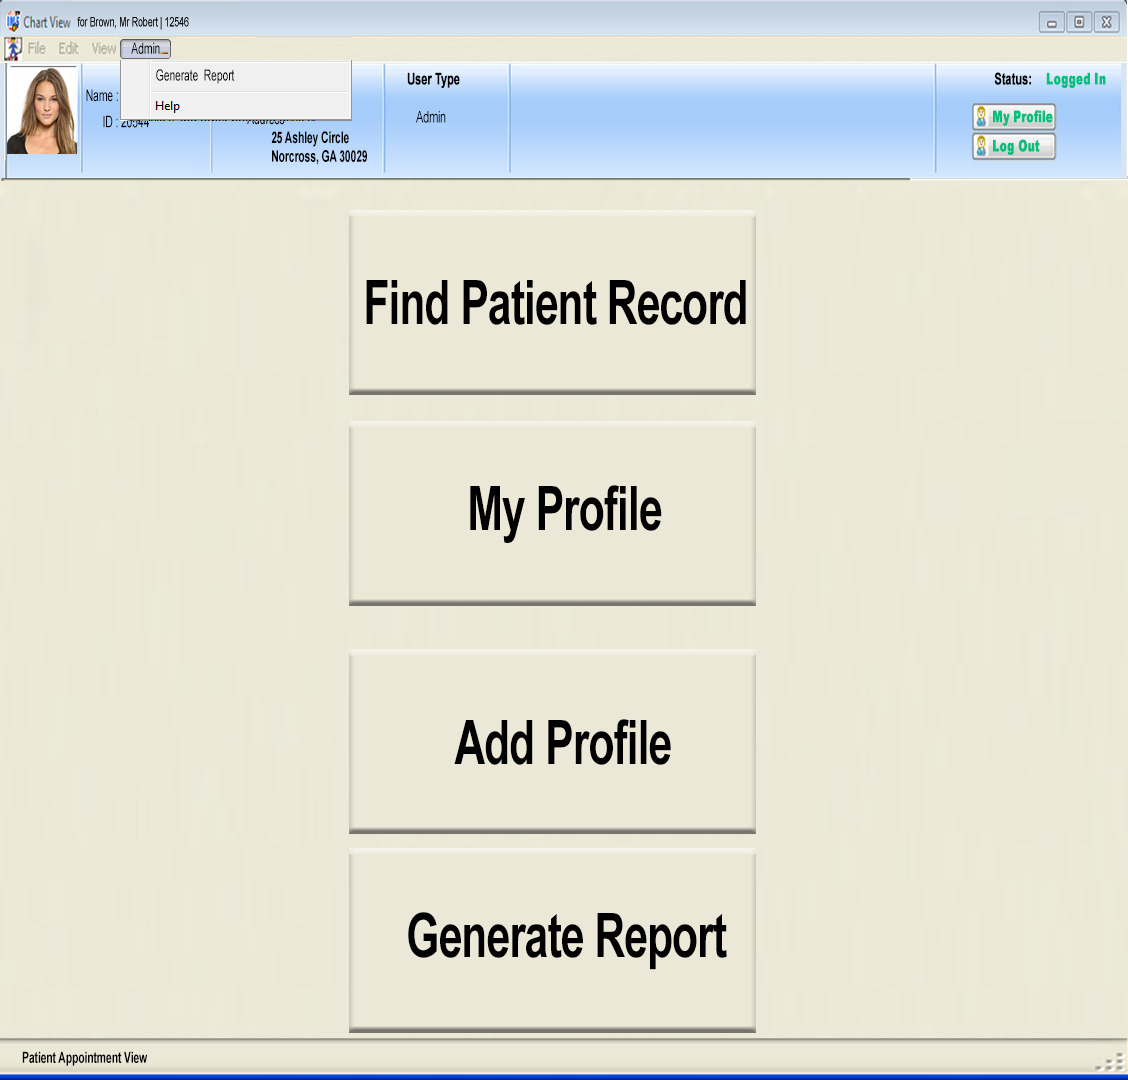 Chart View for Brown, Mr Robert | 12546
File Edit View Admin
Generate Report
Help
Name :
ID : 20544
Address
25 Ashley Circle
Norcross, GA 30029
User Type
Admin
Status: Logged In
My Profile
Log Out
Find Patient Record
My Profile
Add Profile
Generate Report
Patient Appointment View